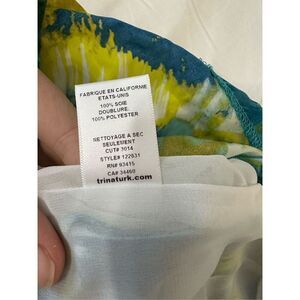 FABRIQUE EN CALIFORNIE
ETATS-UNIS
100% SOIE
DOUBLURE:
100% POLYESTER
NETTOYAGE A SEC
SEULEMENT
CUT# 3014
STYLE# 122631
RN# 93415
CA# 34460
trinaturk.com